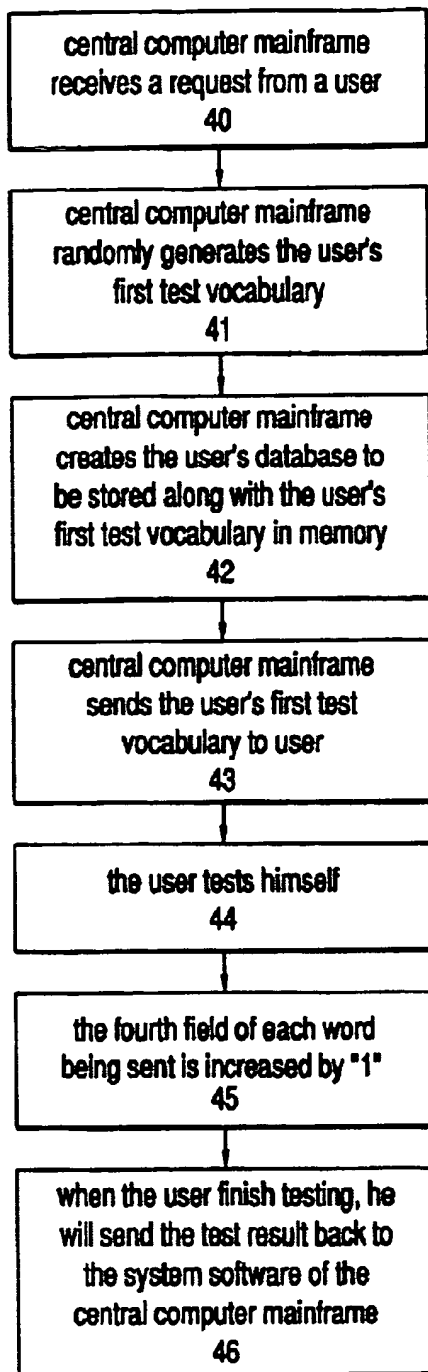 central computer mainframe
receives a request from a user
40
central computer mainframe
randomly generates the user's
first test vocabulary
41
central computer mainframe
creates the user's database to
be stored along with the user's
first test vocabulary in memory
42
central computer mainframe
sends the user's first test
vocabulary to user
43
the user tests himself
44
the fourth field of each word
being sent is increased by "1"
45
when the user finish testing, he
will send the test result back to
the system software of the
central computer mainframe
46